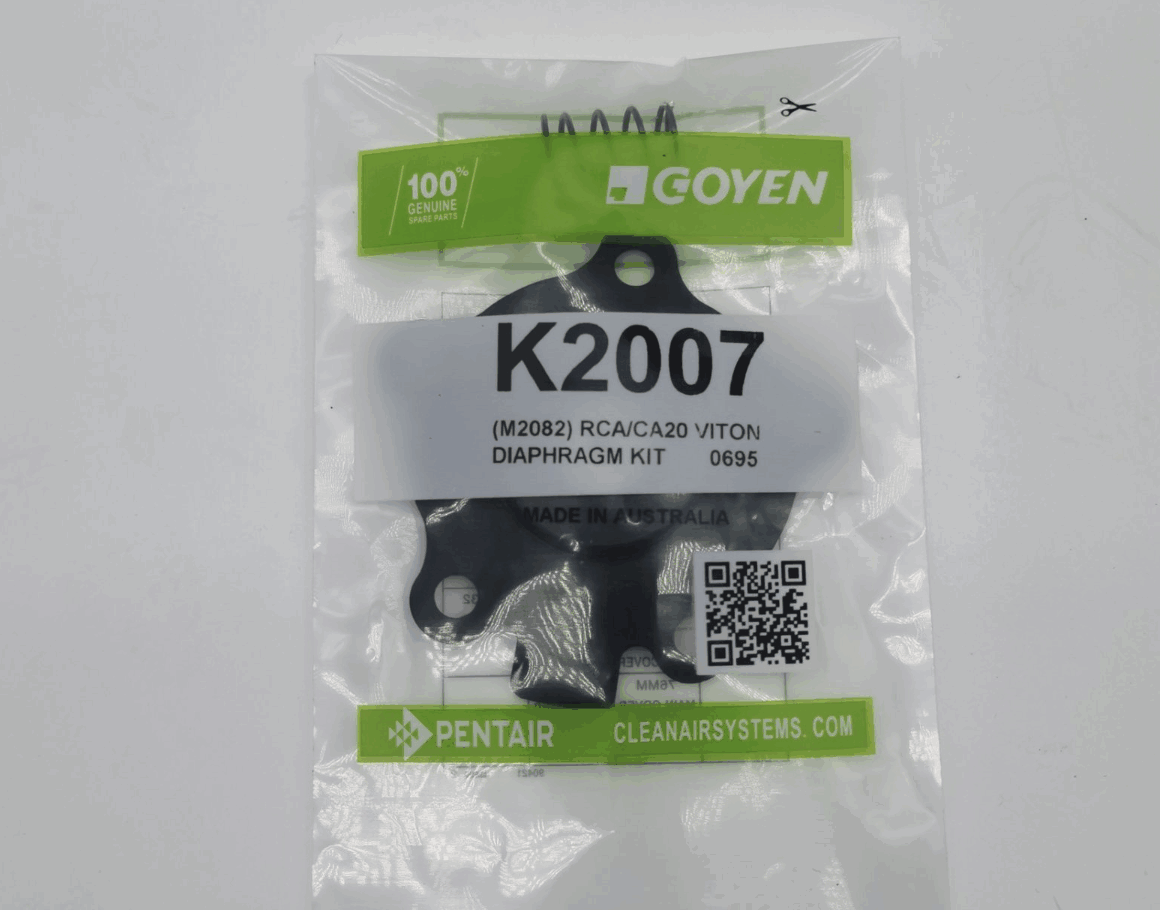 100%
GENUINE
SPARE PARTS
GOYEN
K2007
(M2082) RCA/CA20 VITON
DIAPHRAGM KIT 0695
MADE IN AUSTRALIA
76MM
PENTAIR CLEANAIRSYSTEMS. COM